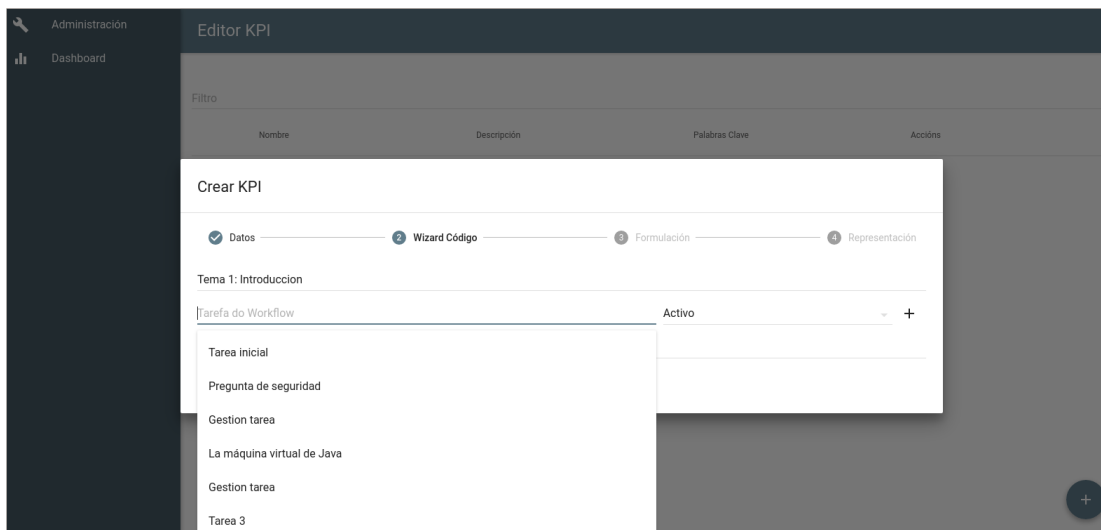 Administración
Editor KPI
Dashboard
Filtro
Nombre Descripción Palabras Clave Accións
Crear KPI
Datos 2 Wizard Código 3 Formulación 4 Representación
Tema 1: Introduccion
Tarefa do Workflow Activo +
Tarea inicial
Pregunta de seguridad
Gestion tarea
La máquina virtual de Java
Gestion tarea
+
Tarea 3